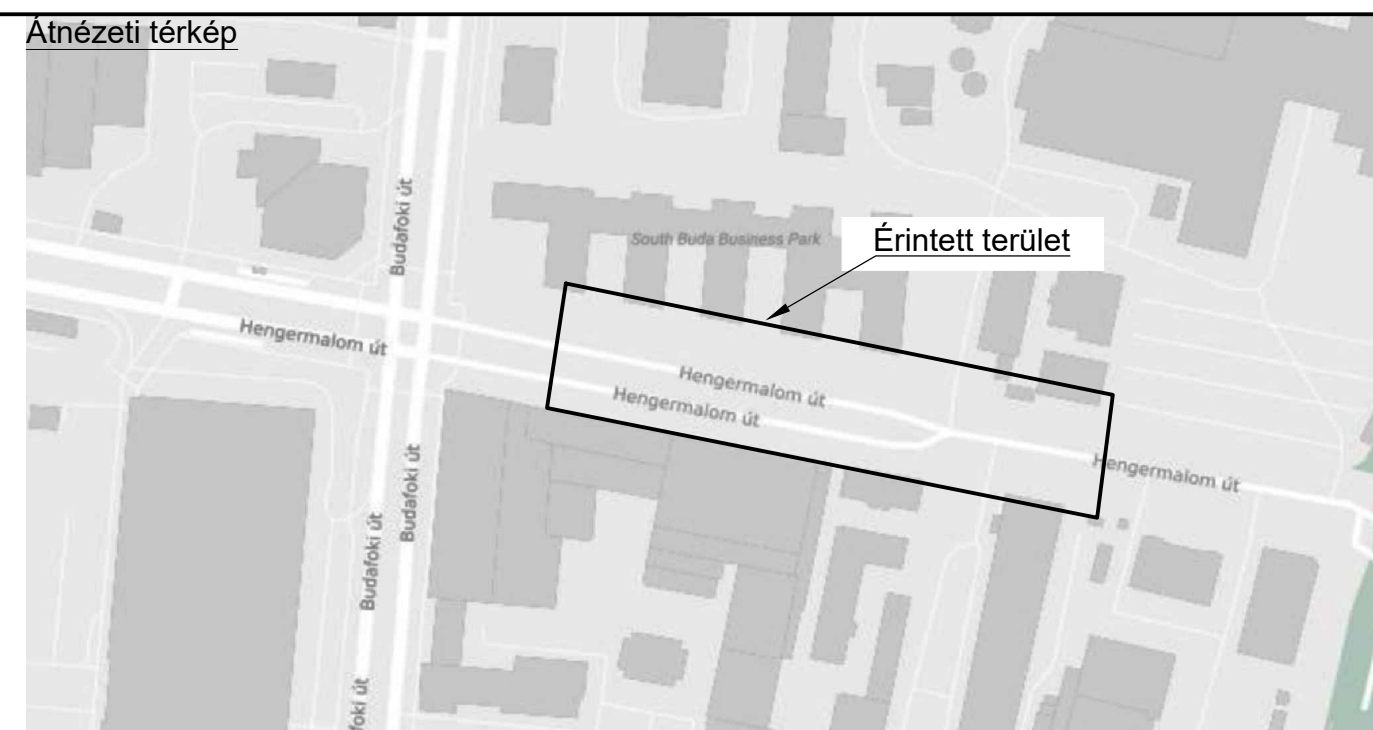 Átnézeti térkép
Budafoki út
South Buda Business Park
Érintett terület
Hengermalom út
Hengermalom út
Hengermalom út
Hengermalom út
Budafoki út
Budafoki út
foki út